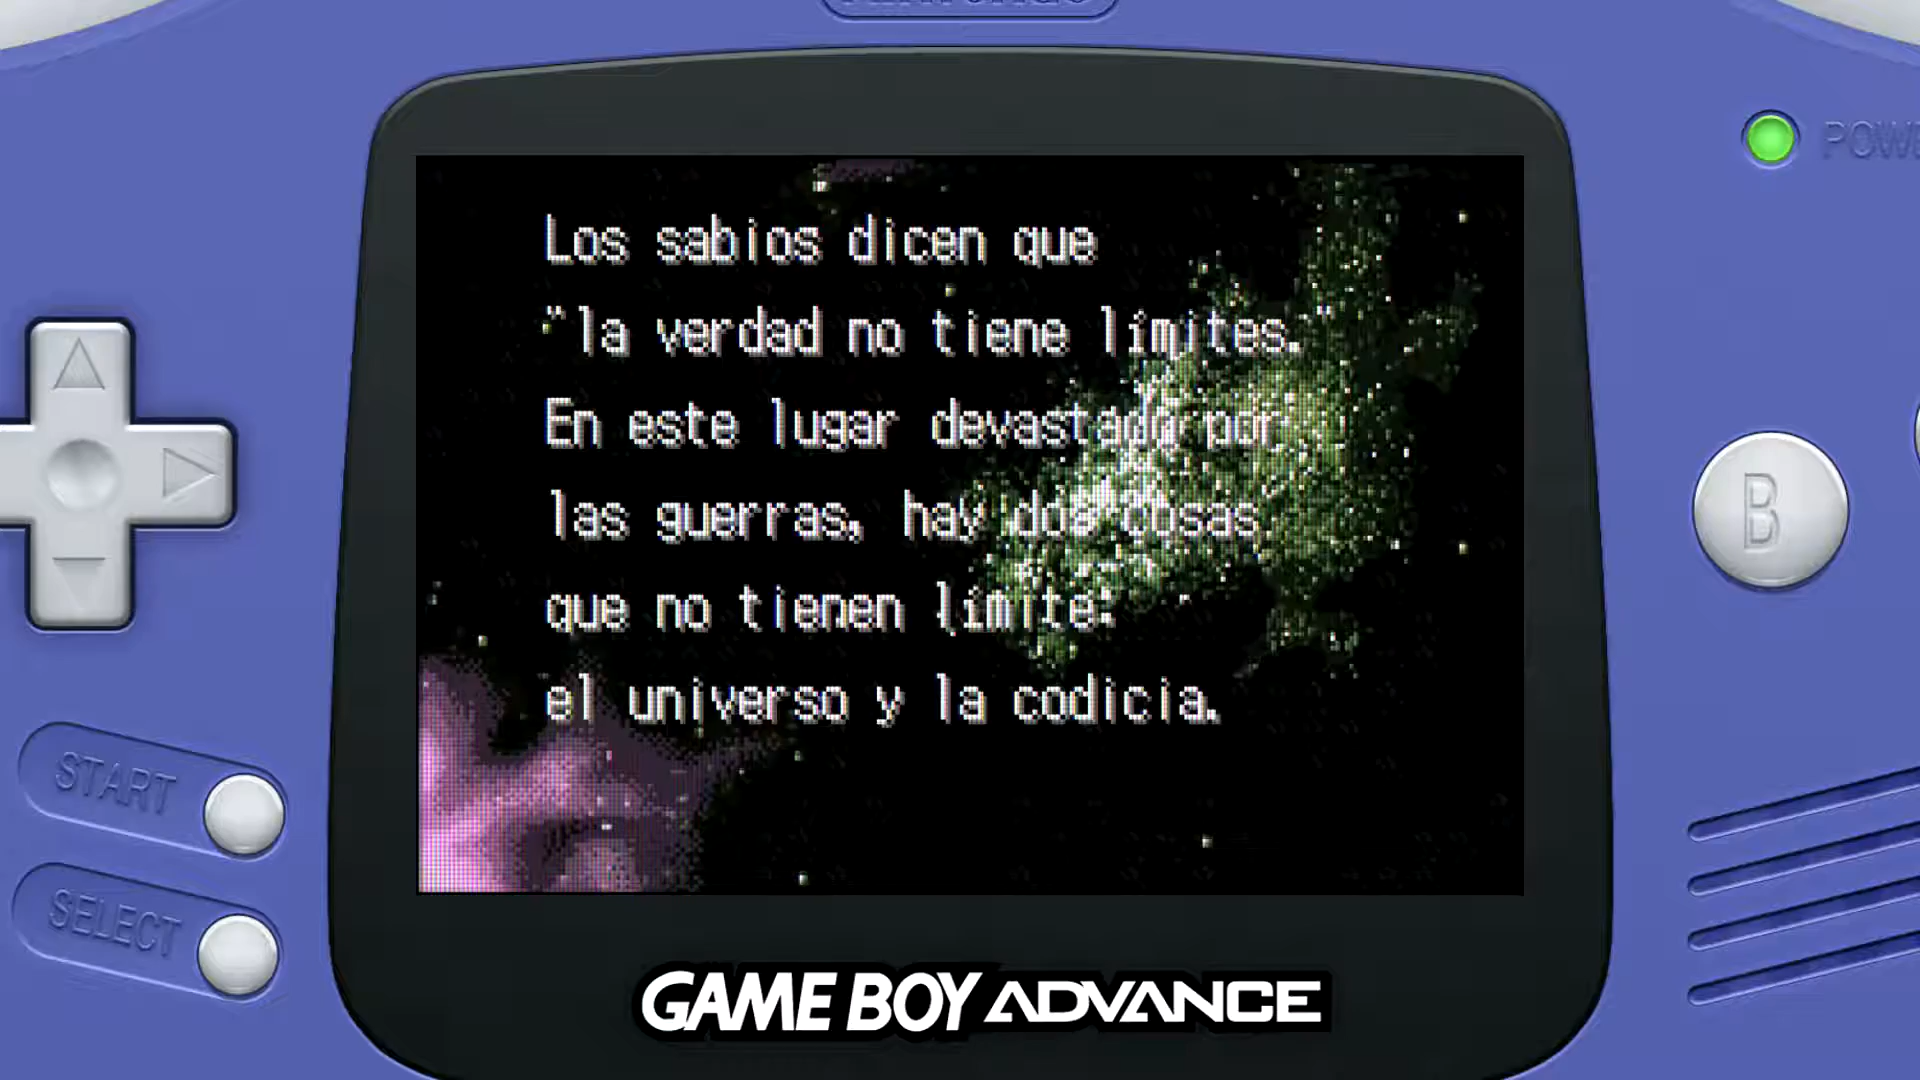 Los sabios dicen que
"la verdad no tiene límites."
En este lugar devastado por
las guerras, hay dos cosas
que no tienen límite:
el universo y la codicia.
START
SELECT
B
GAME BOY ADVANCE